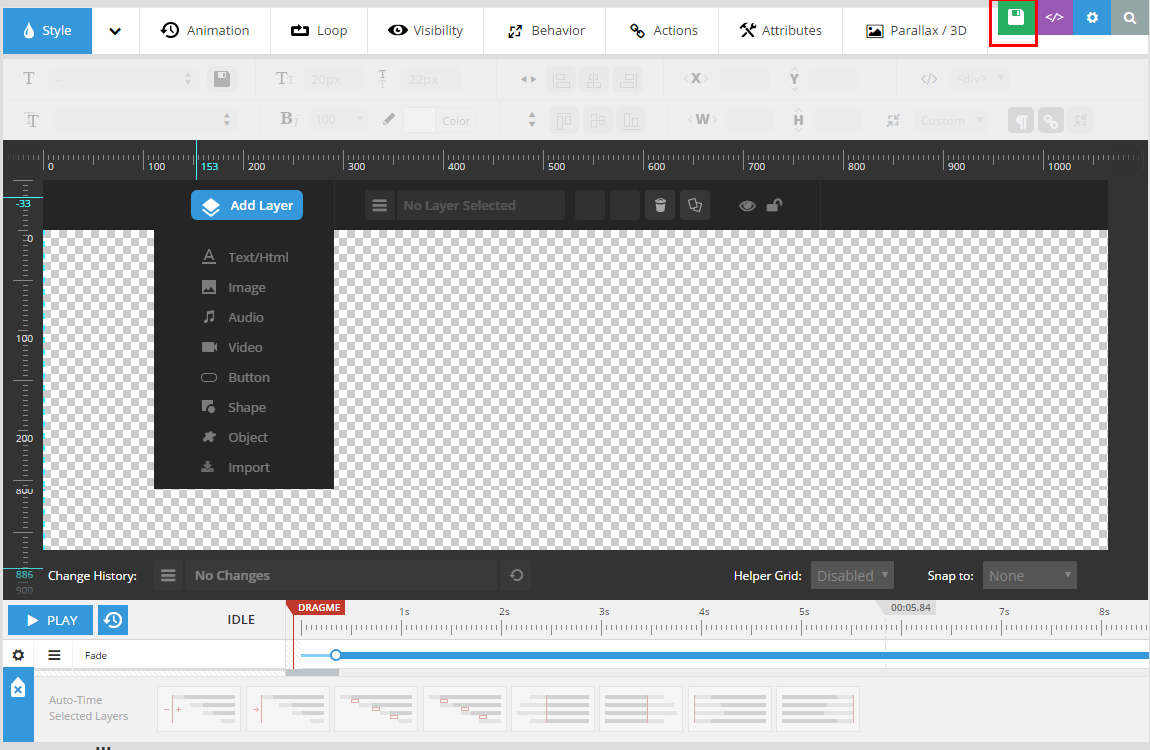 Style Animation Loop Visibility Behavior Actions Attributes Parallax / 3D </>
T - TT 20px T 22px X Y </> <div>
TT Bi 100 Color W H Custom
0 100 153 200 300 400 500 600 700 800 900 1000
-33
Add Layer No Layer Selected
0
A Text/Html
Image
Audio
100
Video
Button
Shape
200
Object
Import
800
886
Change History: No Changes Helper Grid: Disabled Snap to: None
900
PLAY IDLE DRAGME 1s 2s 3s 4s 5s 00:05.84 7s 8s
Fade
Auto-Time
Selected Layers